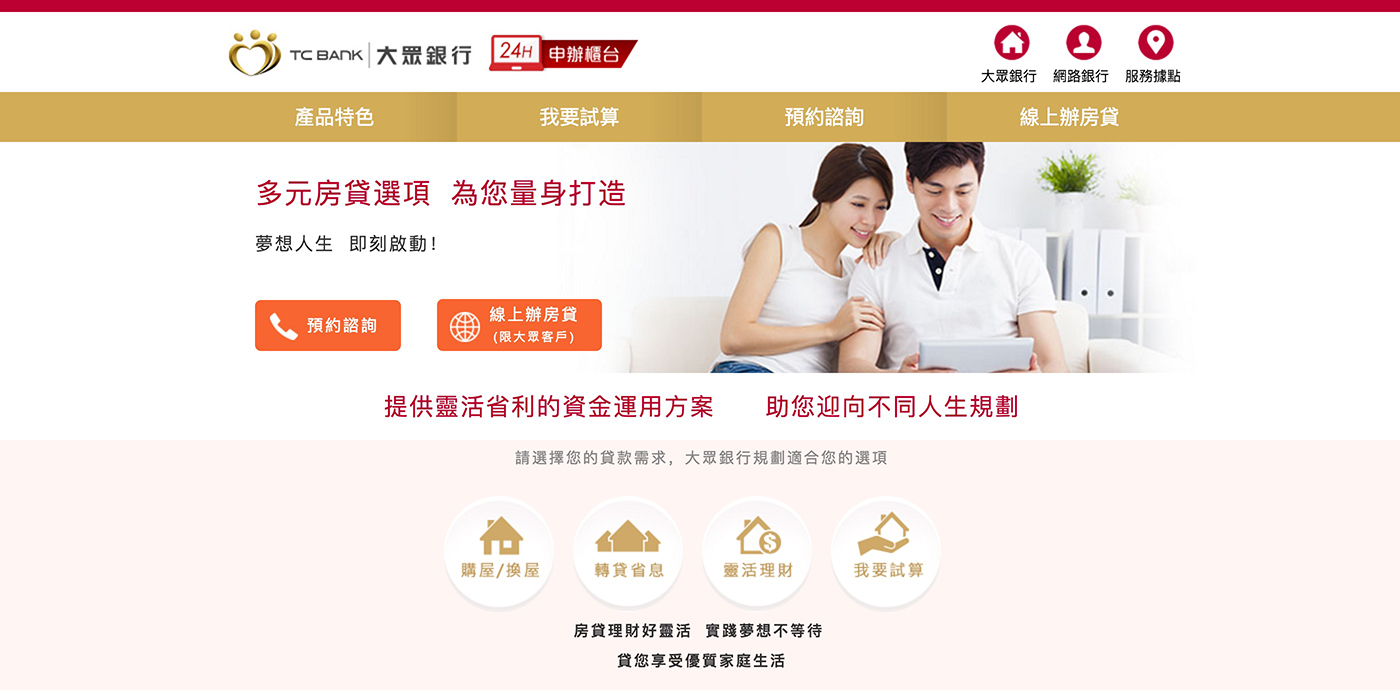 TC BANK 大眾銀行 24H 申辦櫃台
大眾銀行 網路銀行 服務據點
產品特色 我要試算 預約諮詢 線上辦房貸
多元房貸選項 為您量身打造
夢想人生 即刻啟動!
預約諮詢
線上辦房貸
(限大眾客戶)
提供靈活省利的資金運用方案 助您迎向不同人生規劃
請選擇您的貸款需求,大眾銀行規劃適合您的選項
購屋/換屋 轉貸省息 靈活理財 我要試算
房貸理財好靈活 實踐夢想不等待
貸您享受優質家庭生活